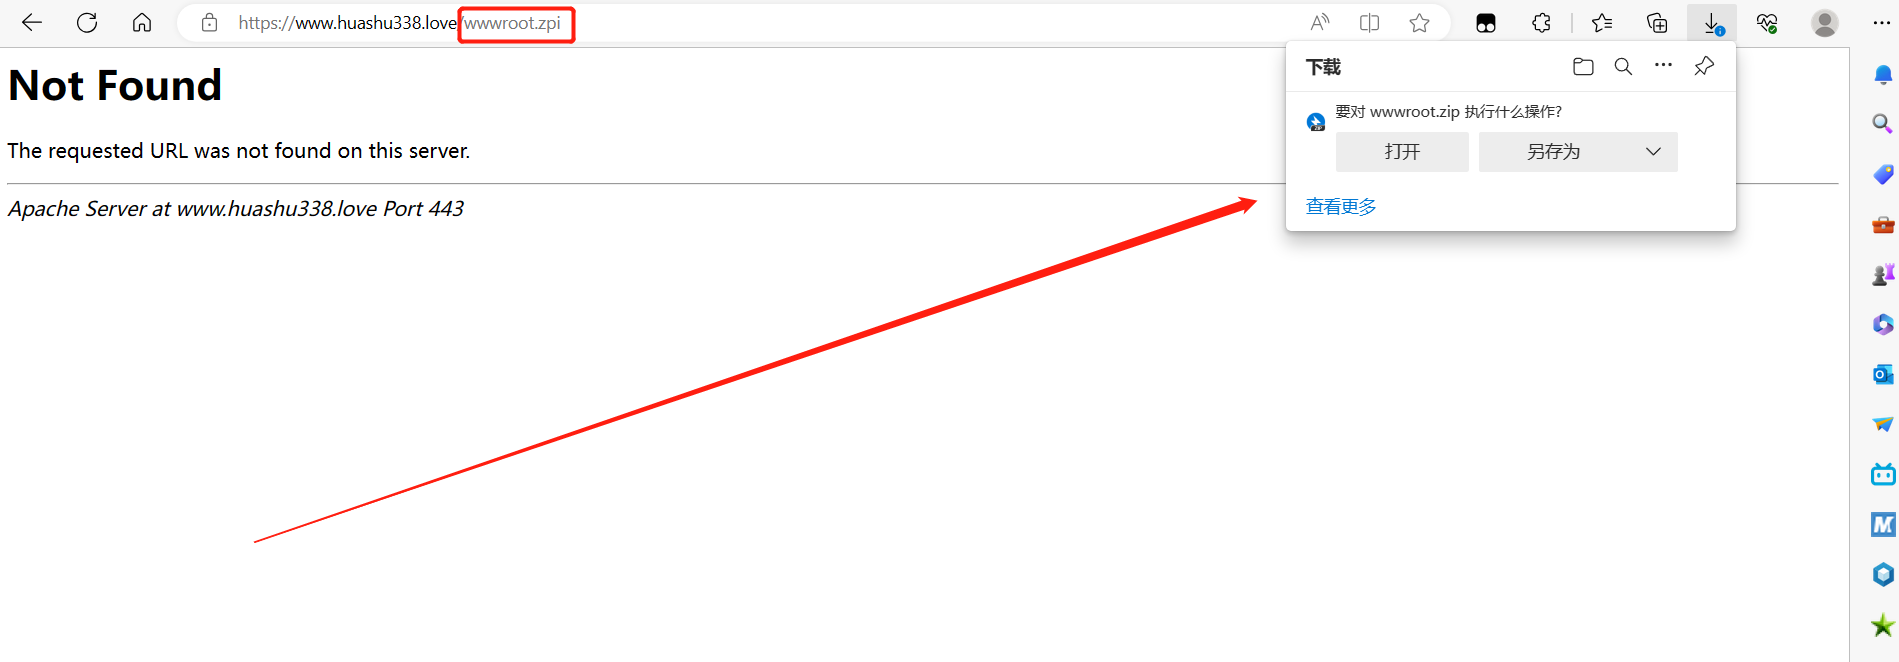 https://www.huashu338.love/wwwroot.zpi
下载
要对 wwwroot.zip 执行什么操作?
打开
另存为
查看更多
Not Found
The requested URL was not found on this server.
Apache Server at www.huashu338.love Port 443